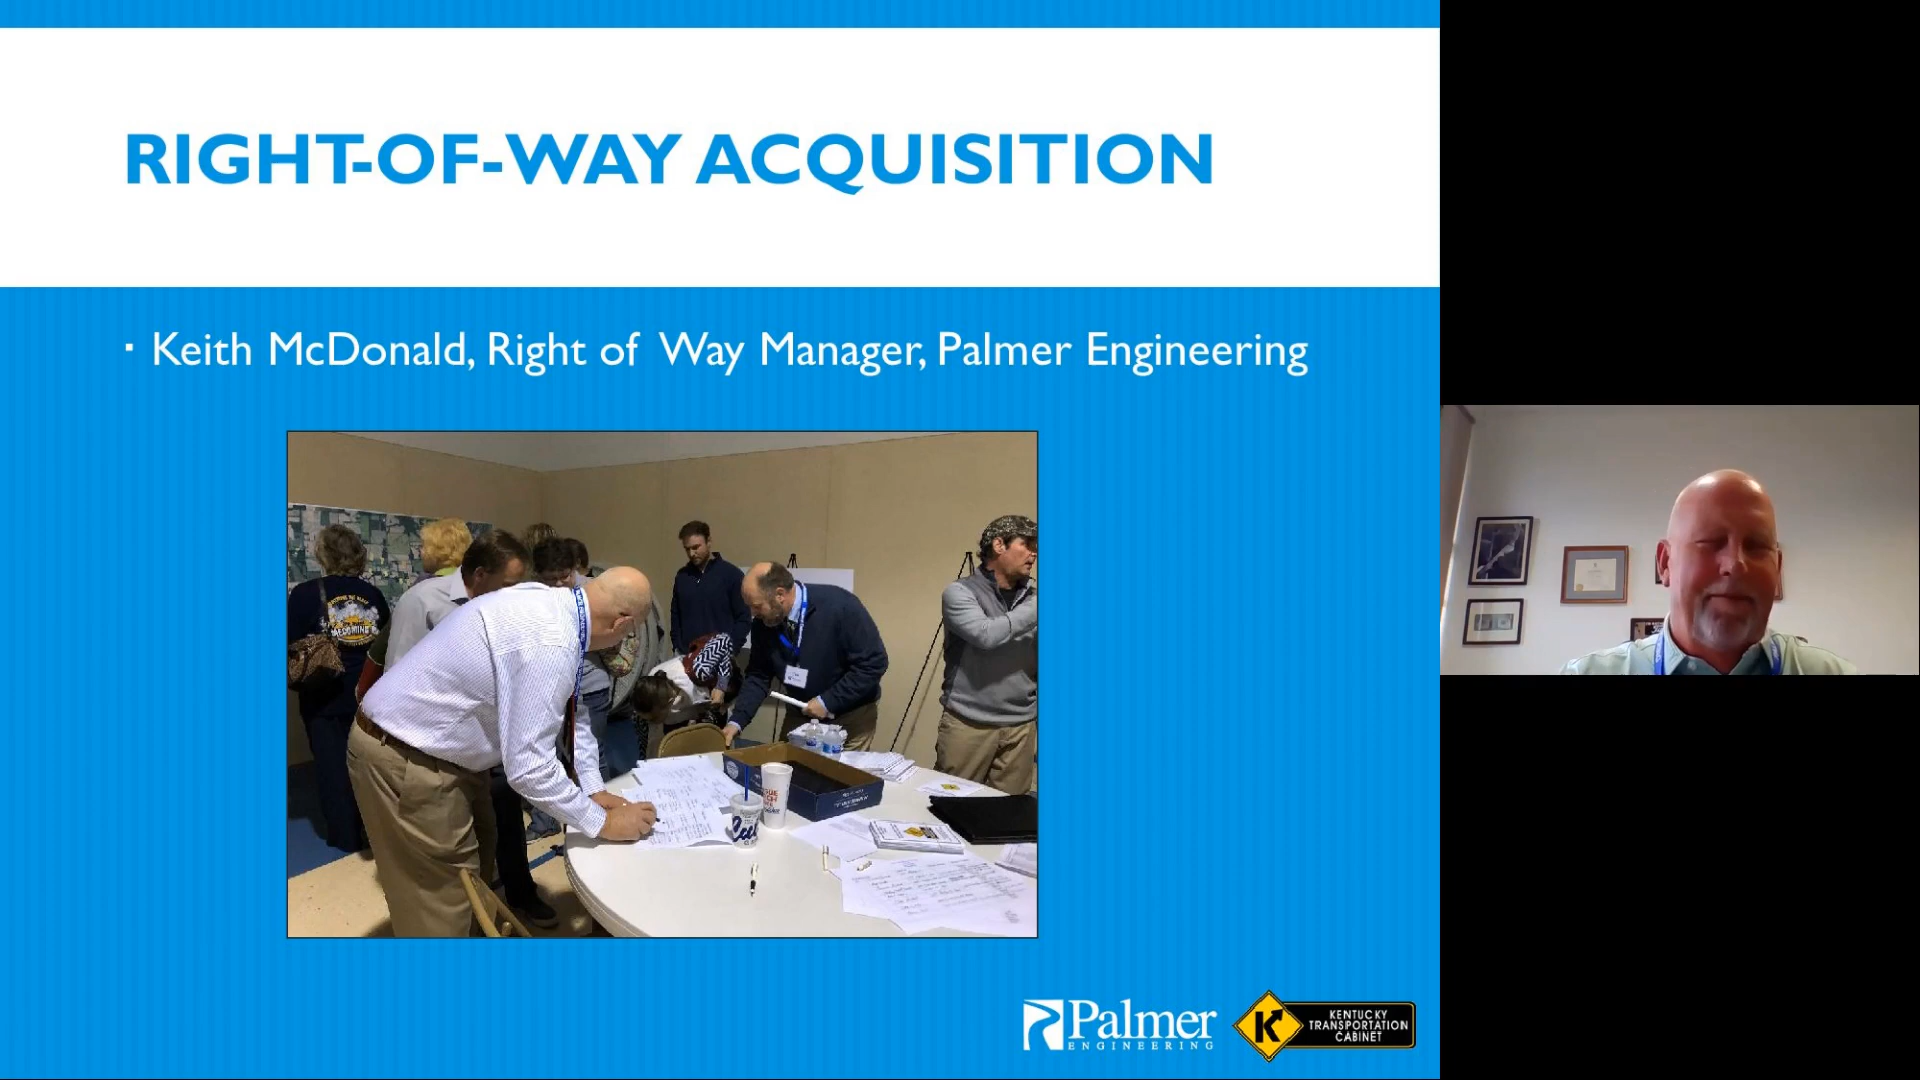 RIGHT-OF-WAY ACQUISITION
▪ Keith McDonald, Right of Way Manager, Palmer Engineering
Palmer
ENGINEERING
K
KENTUCKY
TRANSPORTATION
CABINET